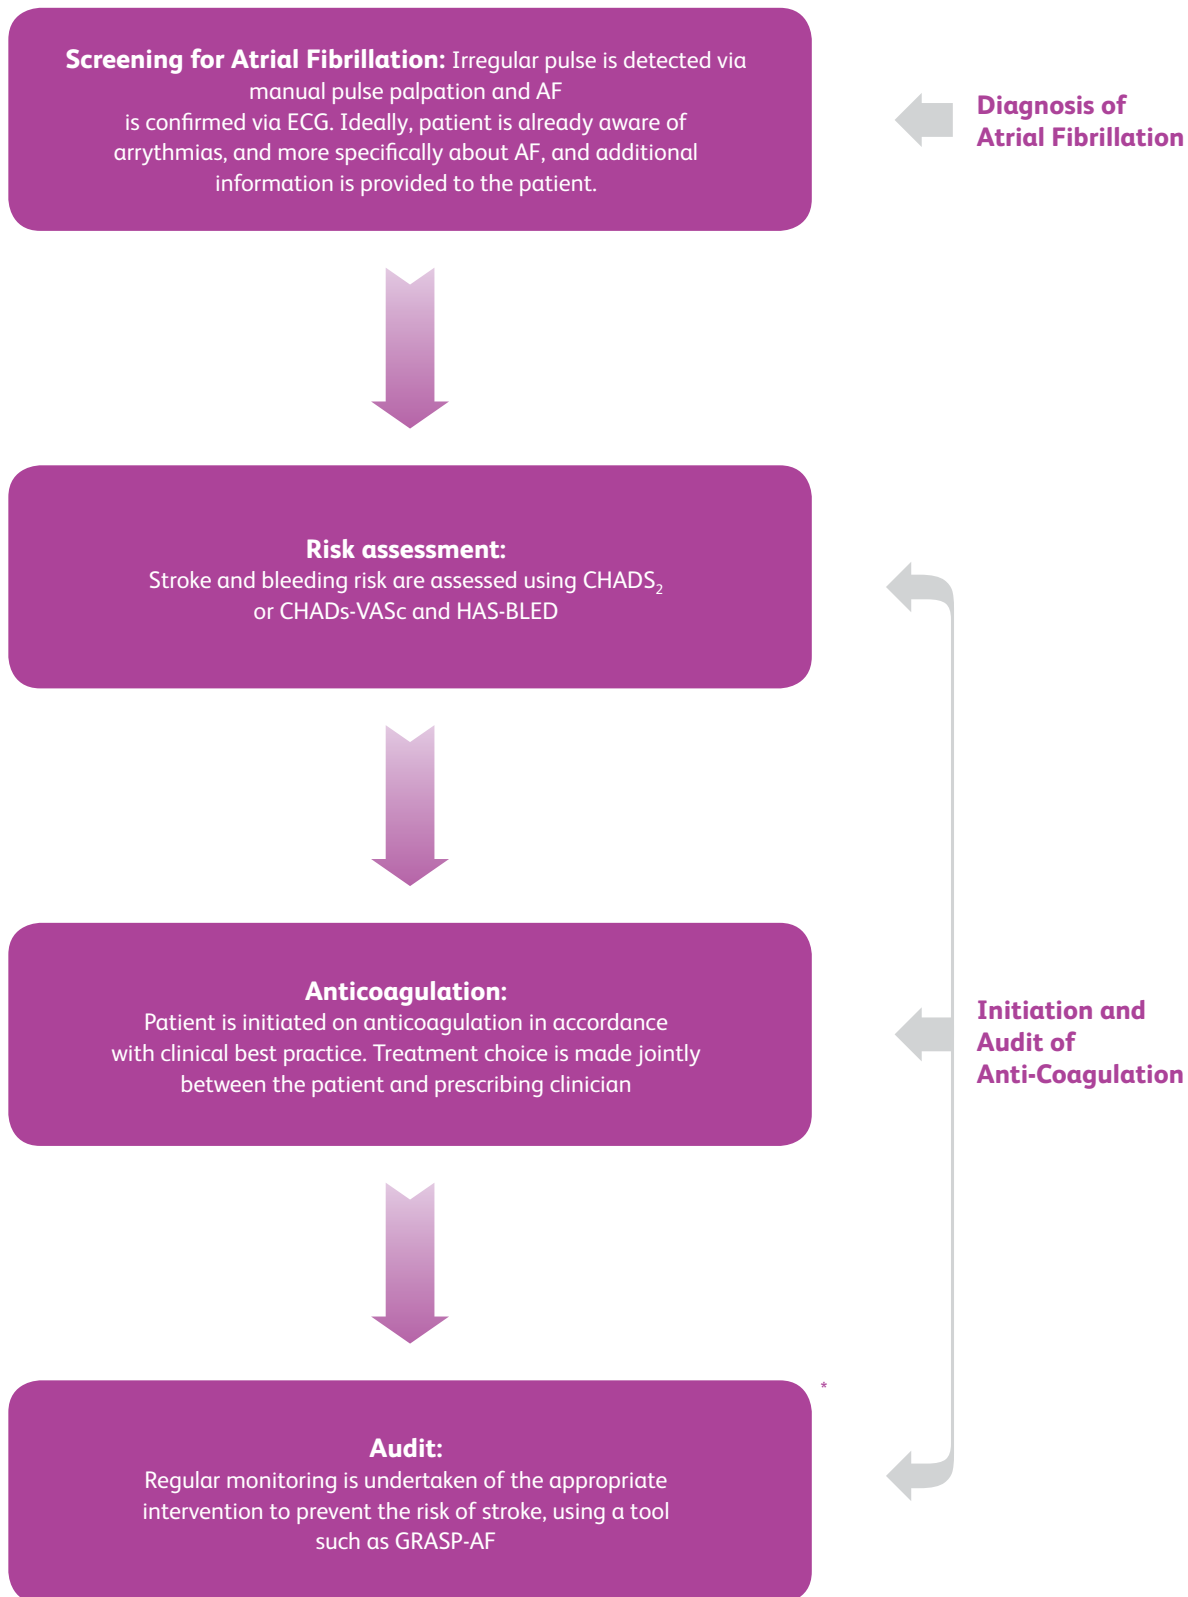 Screening for Atrial Fibrillation: Irregular pulse is detected via
manual pulse palpation and AF
is confirmed via ECG. Ideally, patient is already aware of
arrythmias, and more specifically about AF, and additional
information is provided to the patient.
Diagnosis of
Atrial Fibrillation
Risk assessment:
Stroke and bleeding risk are assessed using CHADS₂
or CHADs-VASc and HAS-BLED
Anticoagulation:
Patient is initiated on anticoagulation in accordance
with clinical best practice. Treatment choice is made jointly
between the patient and prescribing clinician
Initiation and
Audit of
Anti-Coagulation
*
Audit:
Regular monitoring is undertaken of the appropriate
intervention to prevent the risk of stroke, using a tool
such as GRASP-AF